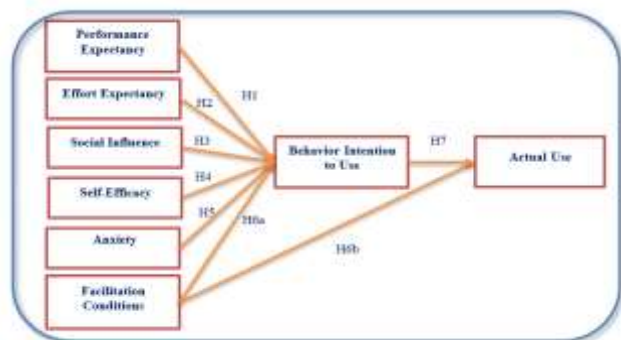 Performance
Expectancy
Effort Expectancy
Social Influence
Self-Efficacy
Anxiety
Facilitation
Conditions
H1
H2
H3
H4
H5
H6a
H6b
Behavior Intention
to Use
H7
Actual Use